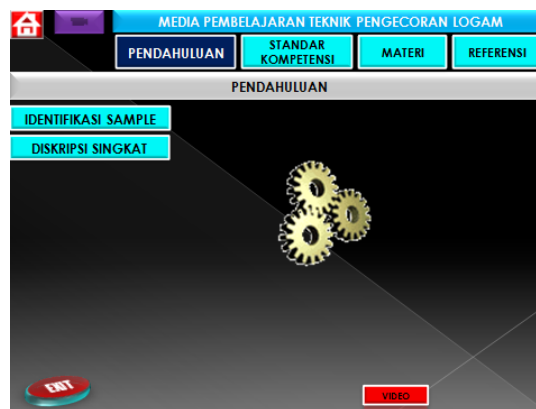 MEDIA PEMBELAJARAN TEKNIK PENGECORAN LOGAM
PENDAHULUAN
STANDAR
KOMPETENSI
MATERI
REFERENSI
PENDAHULUAN
IDENTIFIKASI SAMPLE
DISKRIPSI SINGKAT
EXIT
VIDEO